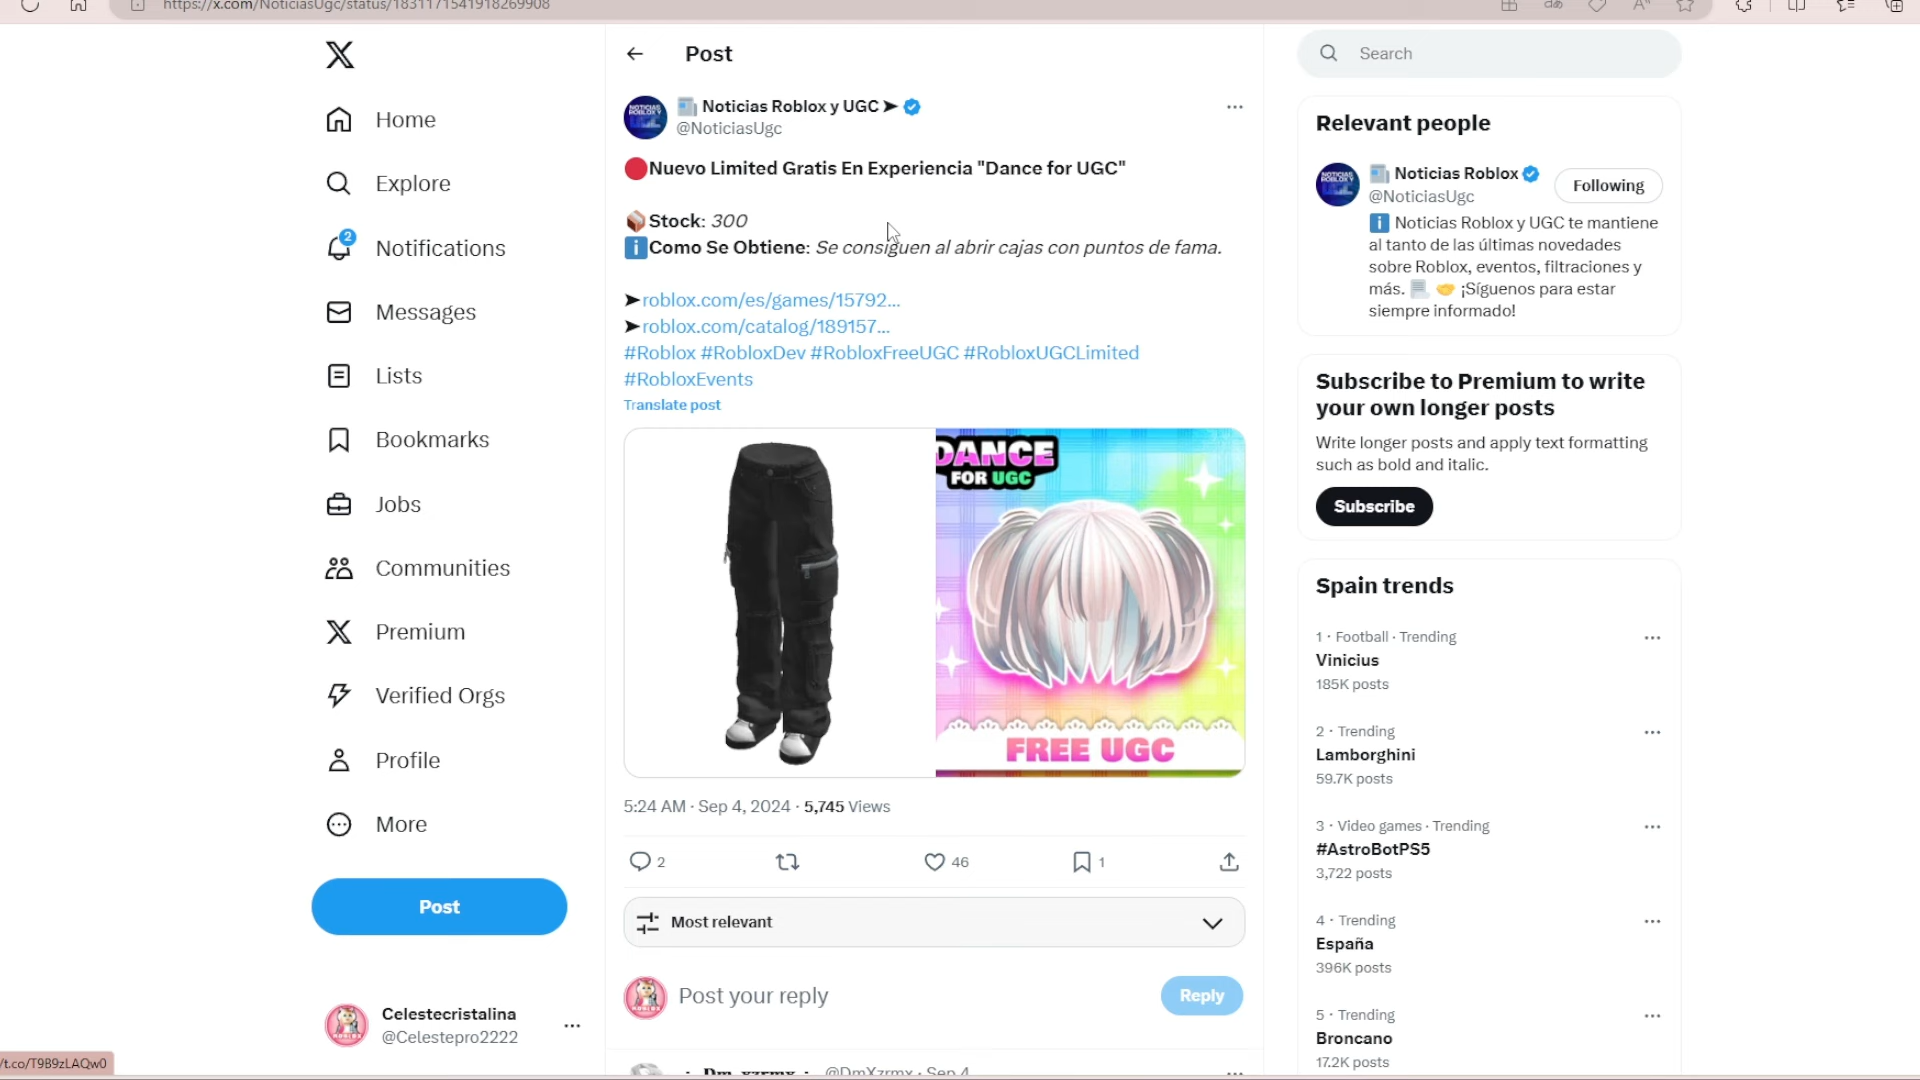 https://x.com/NoticiasUgc/status/1831171541918269908
Home
Explore
2
Notifications
Messages
Lists
Bookmarks
Jobs
Communities
Premium
Verified Orgs
Profile
More
Post
Celestecristalina
@Celestepro2222
/t.co/T9B9zLAQw0
Post
Noticias Roblox y UGC ➤
@NoticiasUgc
Nuevo Limited Gratis En Experiencia "Dance for UGC"
Stock: 300
Como Se Obtiene: Se consiguen al abrir cajas con puntos de fama.
➤roblox.com/es/games/15792...
➤roblox.com/catalog/189157...
#Roblox #RobloxDev #RobloxFreeUGC #RobloxUGCLimited
#RobloxEvents
Translate post
DANCE
FOR UGC
FREE UGC
5:24 AM · Sep 4, 2024 · 5,745 Views
2
46
1
Most relevant
Post your reply
Reply
@DmXzrmx · Sep 4
Search
Relevant people
Noticias Roblox
@NoticiasUgc
Following
Noticias Roblox y UGC te mantiene
al tanto de las últimas novedades
sobre Roblox, eventos, filtraciones y
más. ¡Síguenos para estar
siempre informado!
Subscribe to Premium to write
your own longer posts
Write longer posts and apply text formatting
such as bold and italic.
Subscribe
Spain trends
1 · Football · Trending
Vinicius
185K posts
2 · Trending
Lamborghini
59.7K posts
3 · Video games · Trending
#AstroBotPS5
3,722 posts
4 · Trending
España
396K posts
5 · Trending
Broncano
17.2K posts